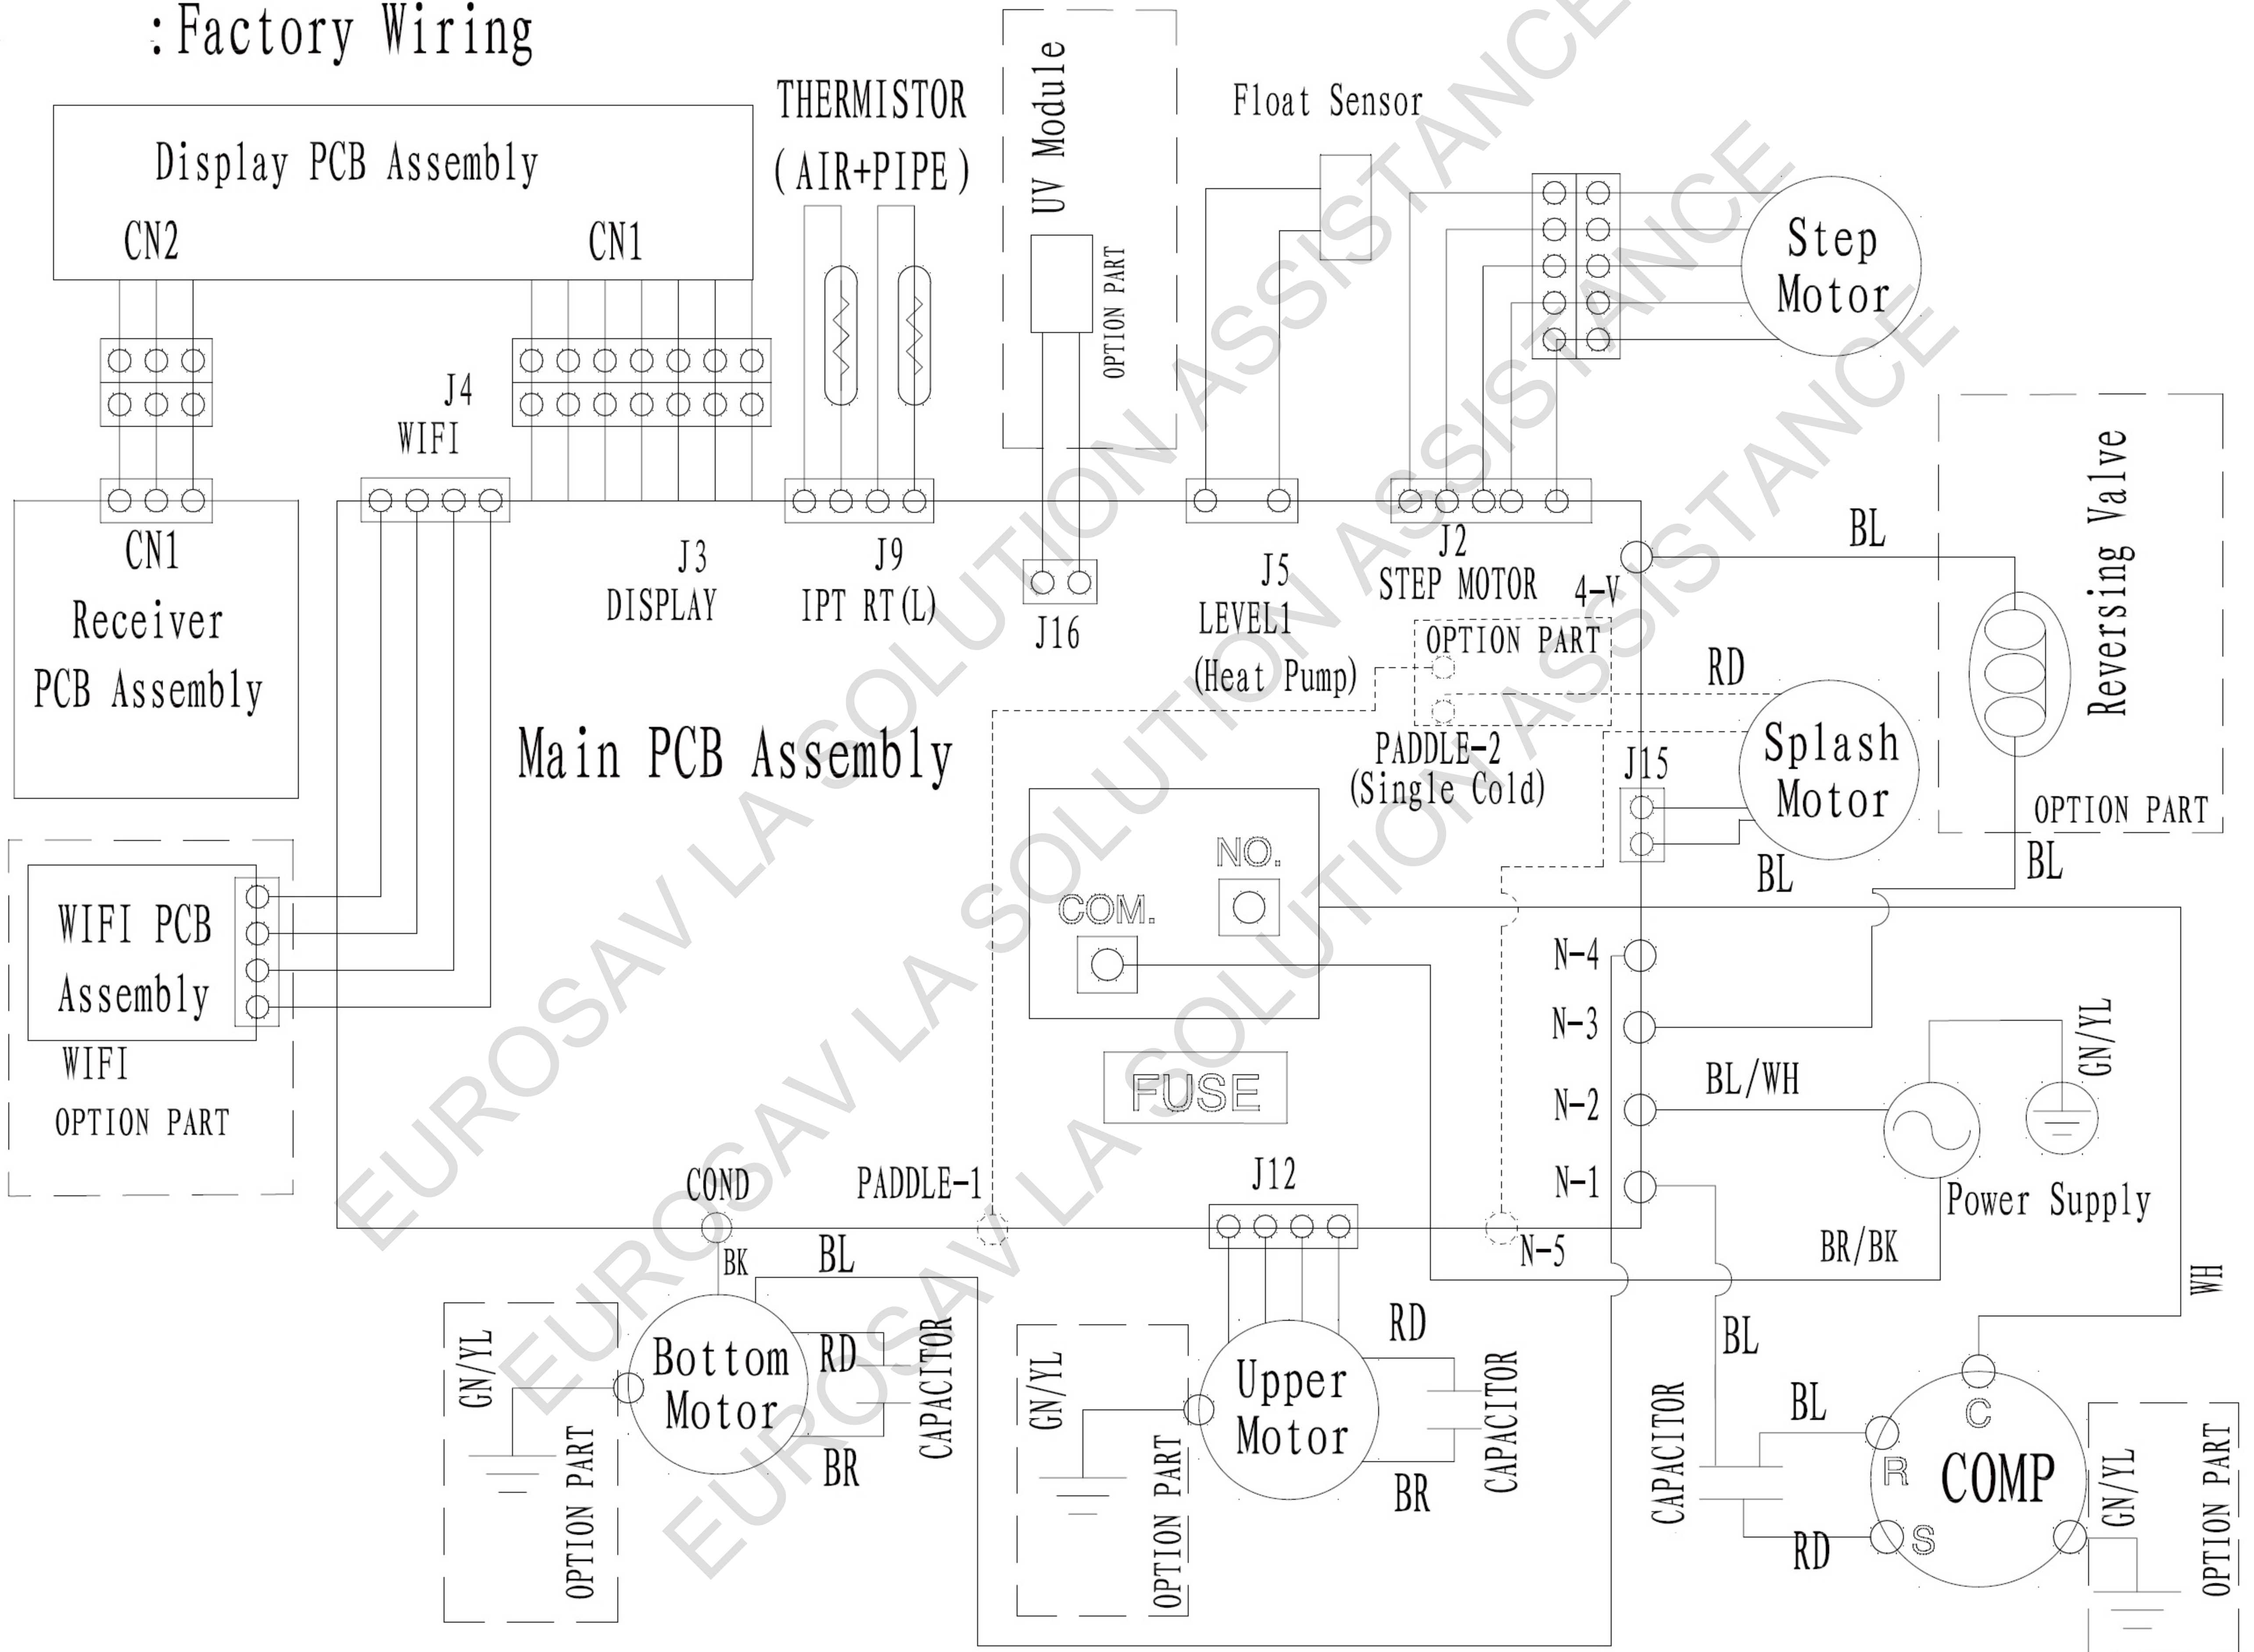 :Factory Wiring
Display PCB Assembly
CN2
CN1
THERMISTOR
(AIR+PIPE)
UV Module
OPTION PART
Float Sensor
Step
Motor
J4
WIFI
CN1
Receiver
PCB Assembly
J3
DISPLAY
J9
IPT RT(L)
J16
J5
LEVEL1
(Heat Pump)
J2
STEP MOTOR
4-V
OPTION PART
PADDLE-2
(Single Cold)
BL
Reversing Valve
OPTION PART
RD
Splash
Motor
J15
BL
BL
Main PCB Assembly
NO.
COM.
FUSE
WIFI PCB
Assembly
WIFI
OPTION PART
N-4
N-3
N-2
N-1
BL/WH
GN/YL
Power Supply
BR/BK
WH
COND
PADDLE-1
J12
N-5
BK
BL
GN/YL
OPTION PART
Bottom
Motor
RD
BR
CAPACITOR
GN/YL
OPTION PART
Upper
Motor
RD
BR
CAPACITOR
BL
CAPACITOR
BL
RD
C
R
S
COMP
GN/YL
OPTION PART
EUROSAV LA SOLUTION ASSISTANCE
EUROSAV LA SOLUTION ASSISTANCE
EUROSAV LA SOLUTION ASSISTANCE